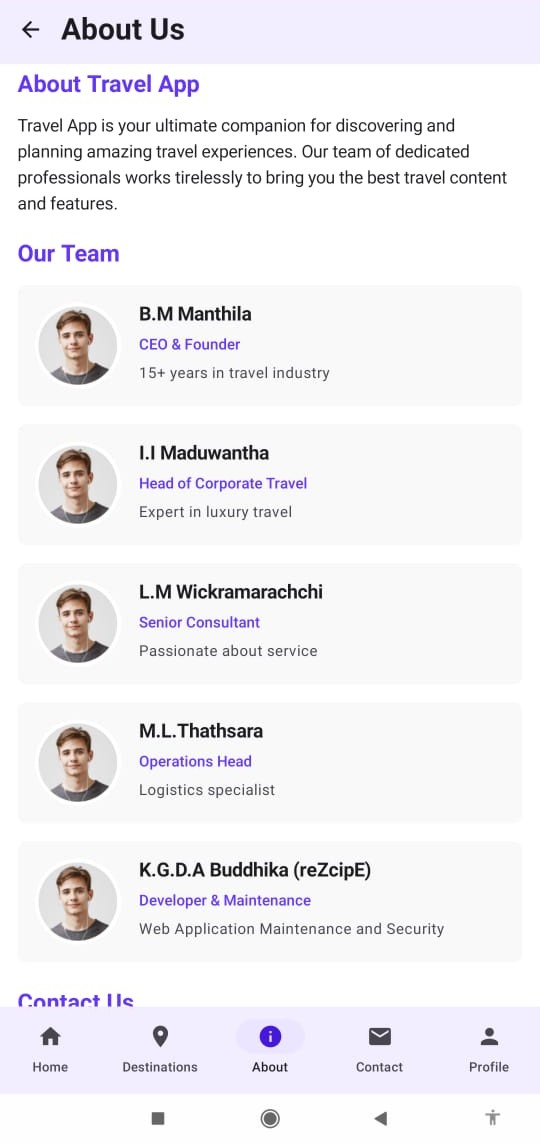 About Us
About Travel App
Travel App is your ultimate companion for discovering and
planning amazing travel experiences. Our team of dedicated
professionals works tirelessly to bring you the best travel content
and features.
Our Team
B.M Manthila
CEO & Founder
15+ years in travel industry
I.I Maduwantha
Head of Corporate Travel
Expert in luxury travel
L.M Wickramarachchi
Senior Consultant
Passionate about service
M.L.Thathsara
Operations Head
Logistics specialist
K.G.D.A Buddhika (reZcipE)
Developer & Maintenance
Web Application Maintenance and Security
Contact Us
Home
Destinations
About
Contact
Profile